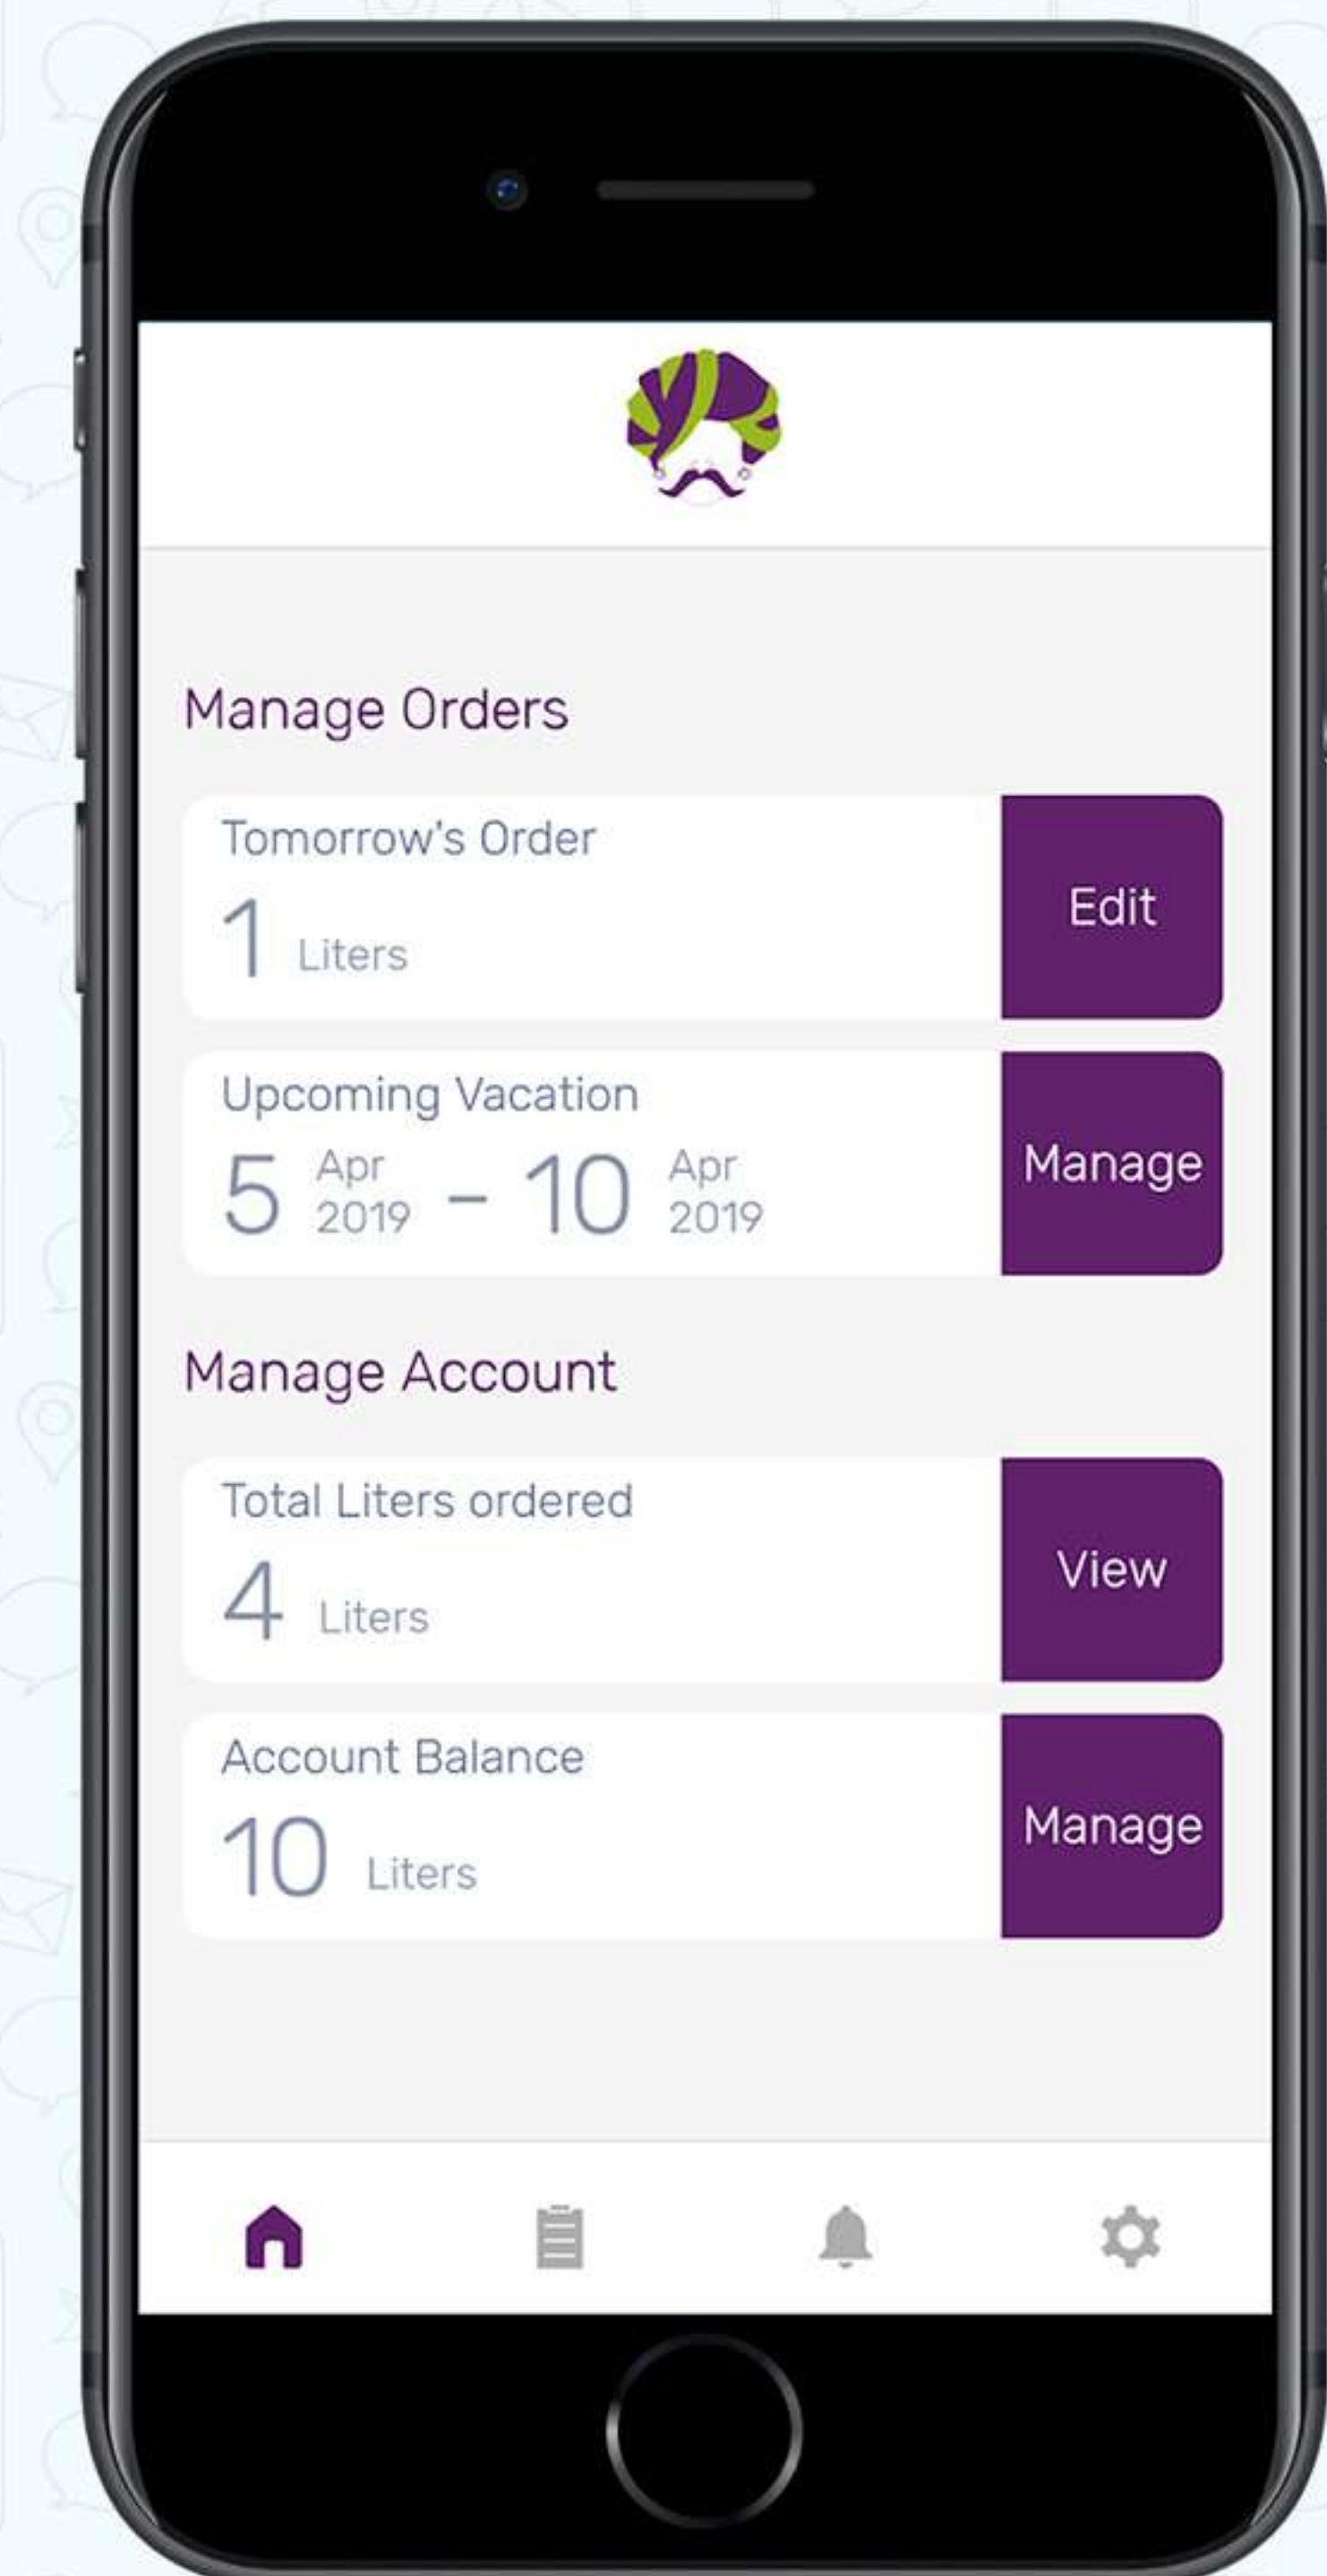 Manage Orders
Tomorrow's Order
1 Liters
Edit
Upcoming Vacation
5 Apr 2019 - 10 Apr 2019
Manage
Manage Account
Total Liters ordered
4 Liters
View
Account Balance
10 Liters
Manage